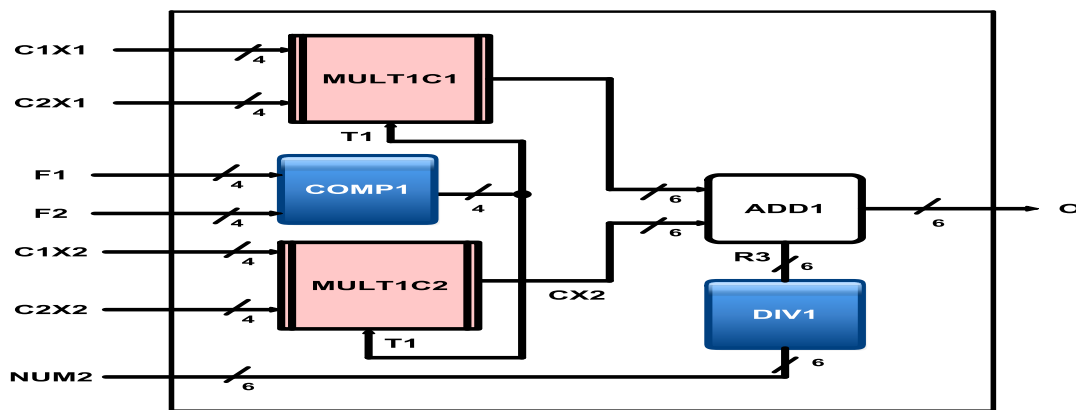 C1X1
4
MULT1C1
C2X1
4
T1
6
F1
4
COMP1
4
F2
4
ADD1
6
O
6
C1X2
4
R3
6
MULT1C2
CX2
C2X2
4
DIV1
T1
6
NUM2
6